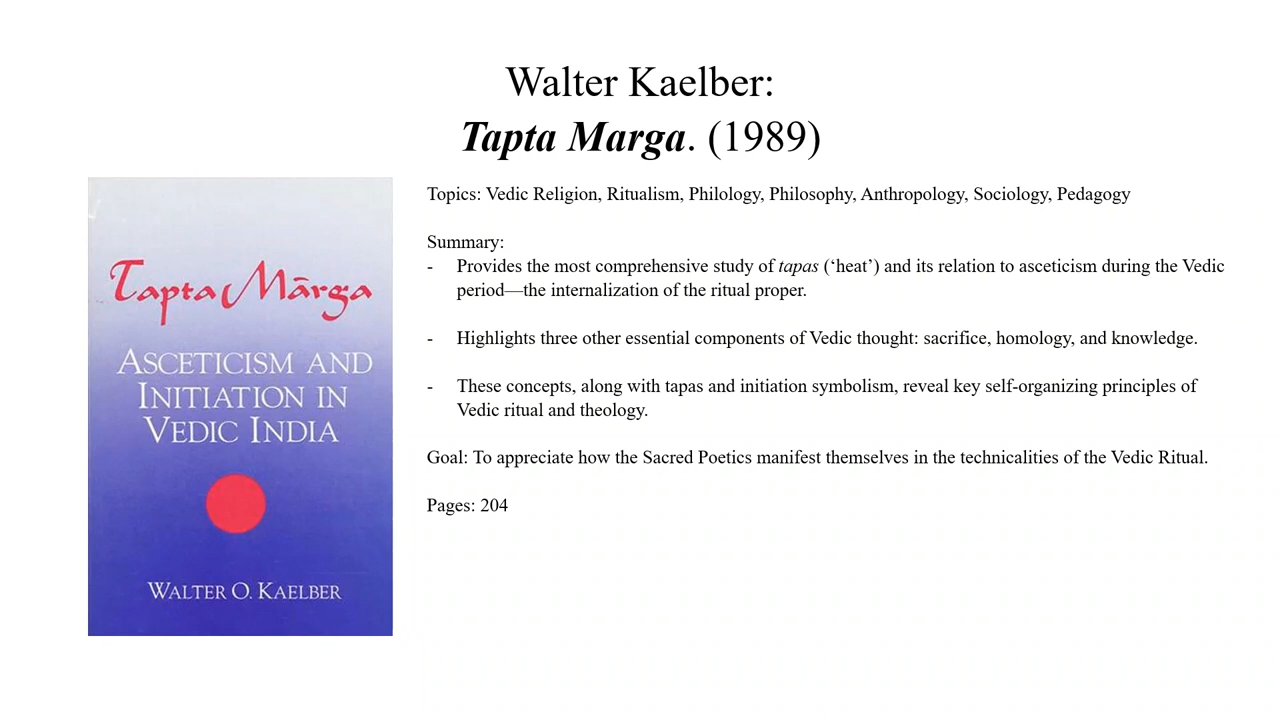 Walter Kaelber:
Tapta Marga. (1989)
Tapta Mārga
ASCETICISM AND
INITIATION IN
VEDIC INDIA
WALTER O. KAELBER
Topics: Vedic Religion, Ritualism, Philology, Philosophy, Anthropology, Sociology, Pedagogy
Summary:
- Provides the most comprehensive study of tapas (‘heat’) and its relation to asceticism during the Vedic
period—the internalization of the ritual proper.
- Highlights three other essential components of Vedic thought: sacrifice, homology, and knowledge.
- These concepts, along with tapas and initiation symbolism, reveal key self-organizing principles of
Vedic ritual and theology.
Goal: To appreciate how the Sacred Poetics manifest themselves in the technicalities of the Vedic Ritual.
Pages: 204